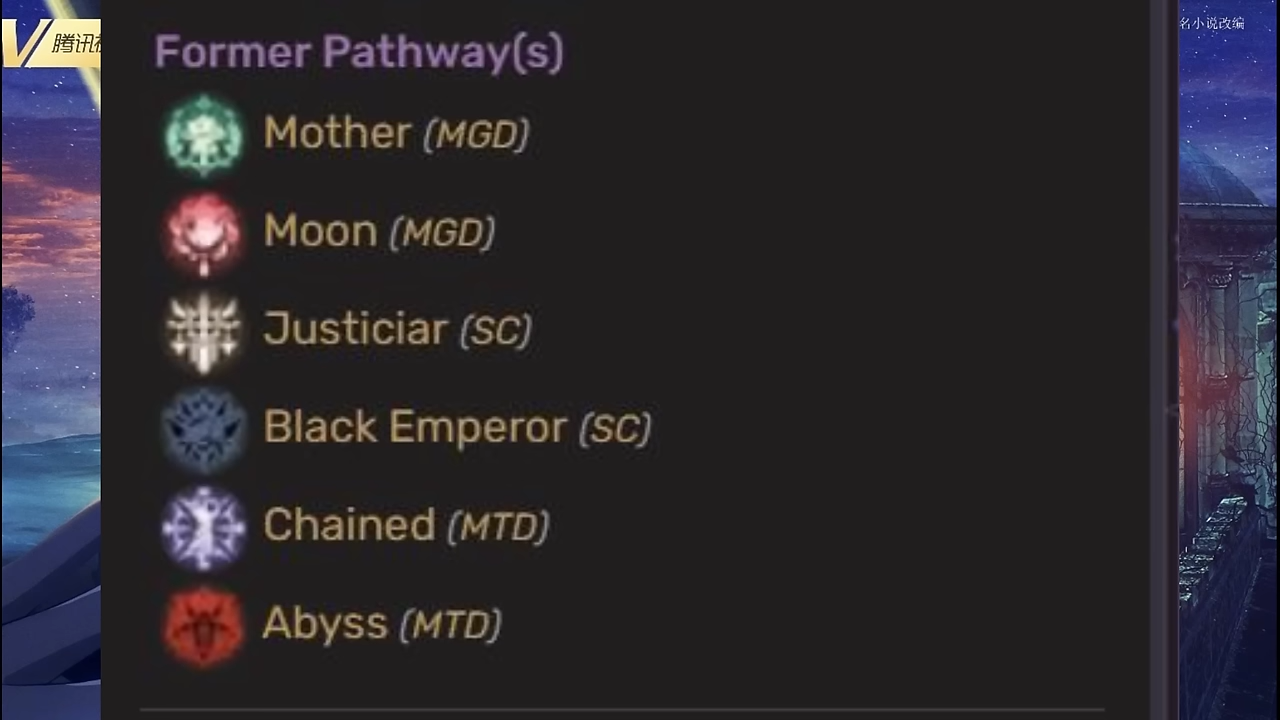 Former Pathway(s)
腾讯
名小说改编
Mother (MGD)
Moon (MGD)
Justiciar (SC)
Black Emperor (SC)
Chained (MTD)
Abyss (MTD)